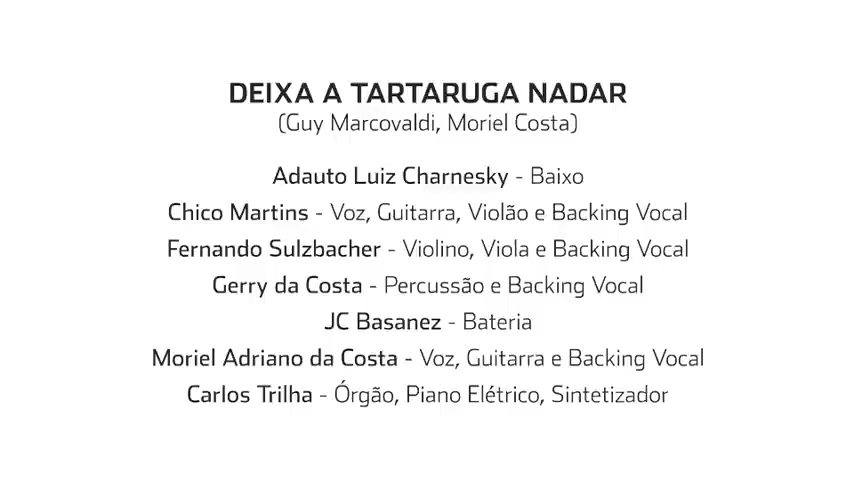 DEIXA A TARTARUGA NADAR
(Guy Marcovaldi, Moriel Costa)
Adauto Luiz Charnesky - Baixo
Chico Martins - Voz, Guitarra, Violão e Backing Vocal
Fernando Sulzbacher - Violino, Viola e Backing Vocal
Gerry da Costa - Percussão e Backing Vocal
JC Basanez - Bateria
Moriel Adriano da Costa - Voz, Guitarra e Backing Vocal
Carlos Trilha - Órgão, Piano Elétrico, Sintetizador